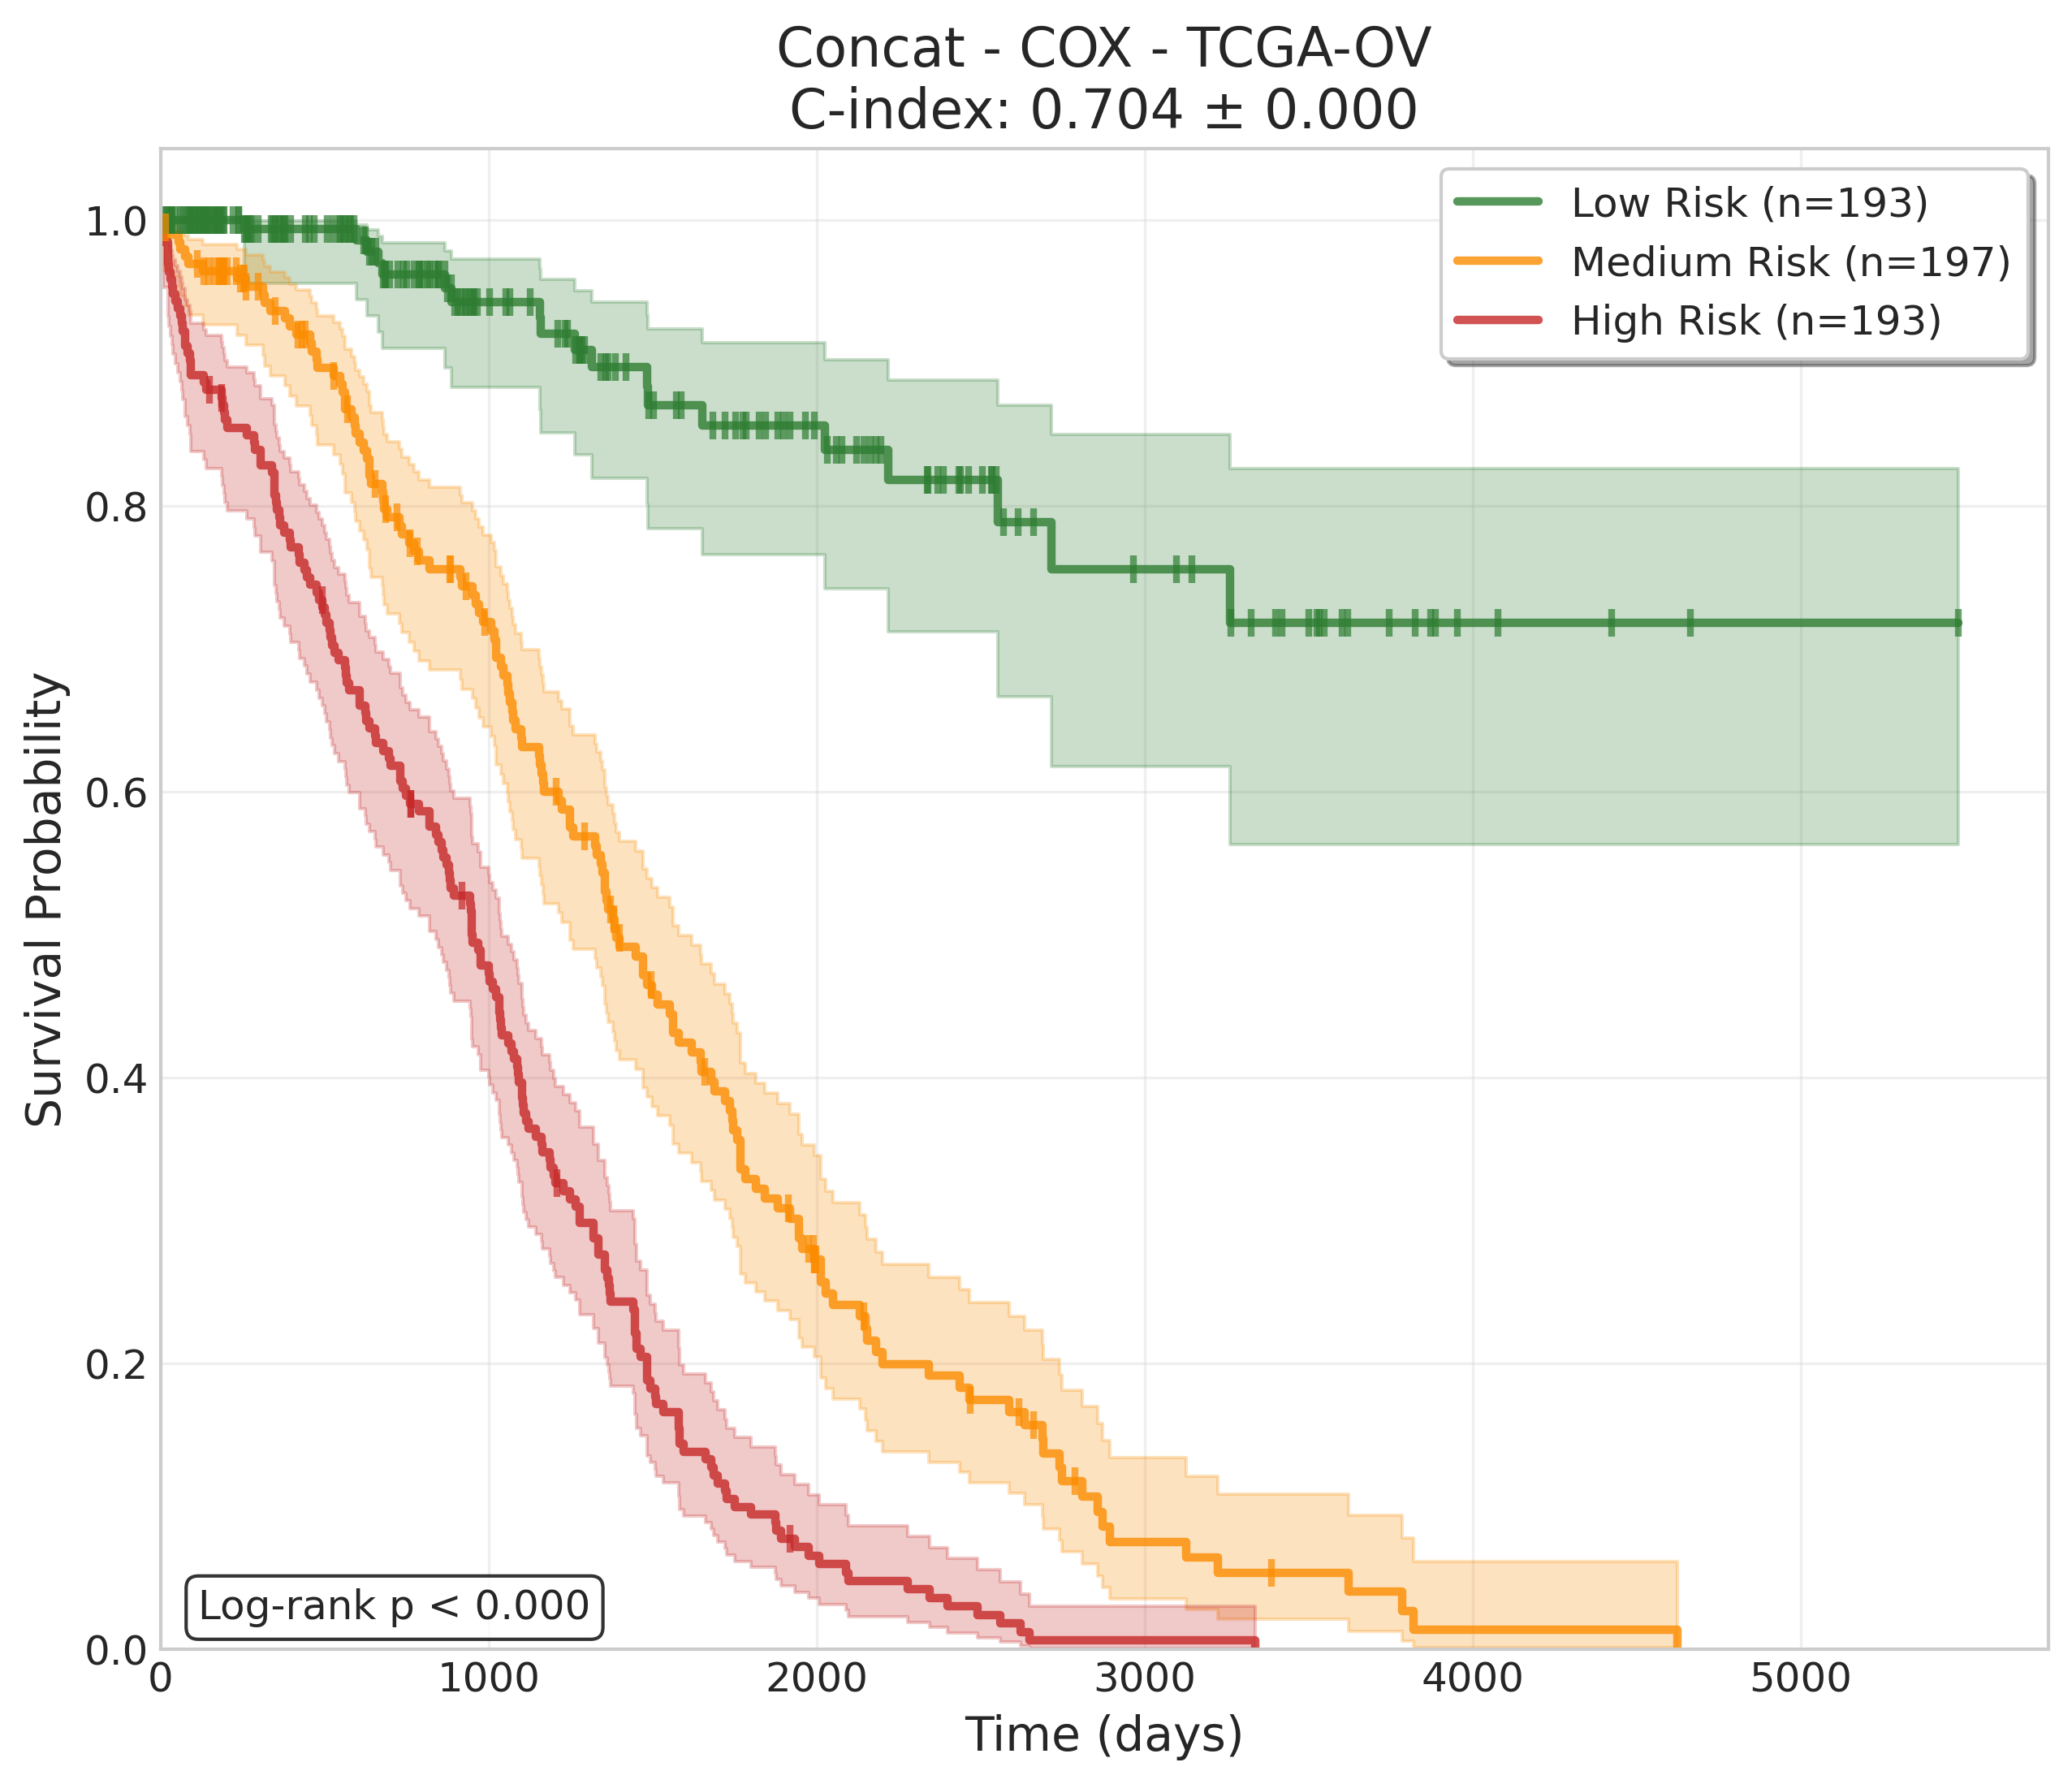 Concat - COX - TCGA-OV
C-index: 0.704 ± 0.000
Low Risk (n=193)
Medium Risk (n=197)
High Risk (n=193)
Survival Probability
1.0
0.8
0.6
0.4
0.2
0.0
Log-rank p < 0.000
0 1000 2000 3000 4000 5000
Time (days)